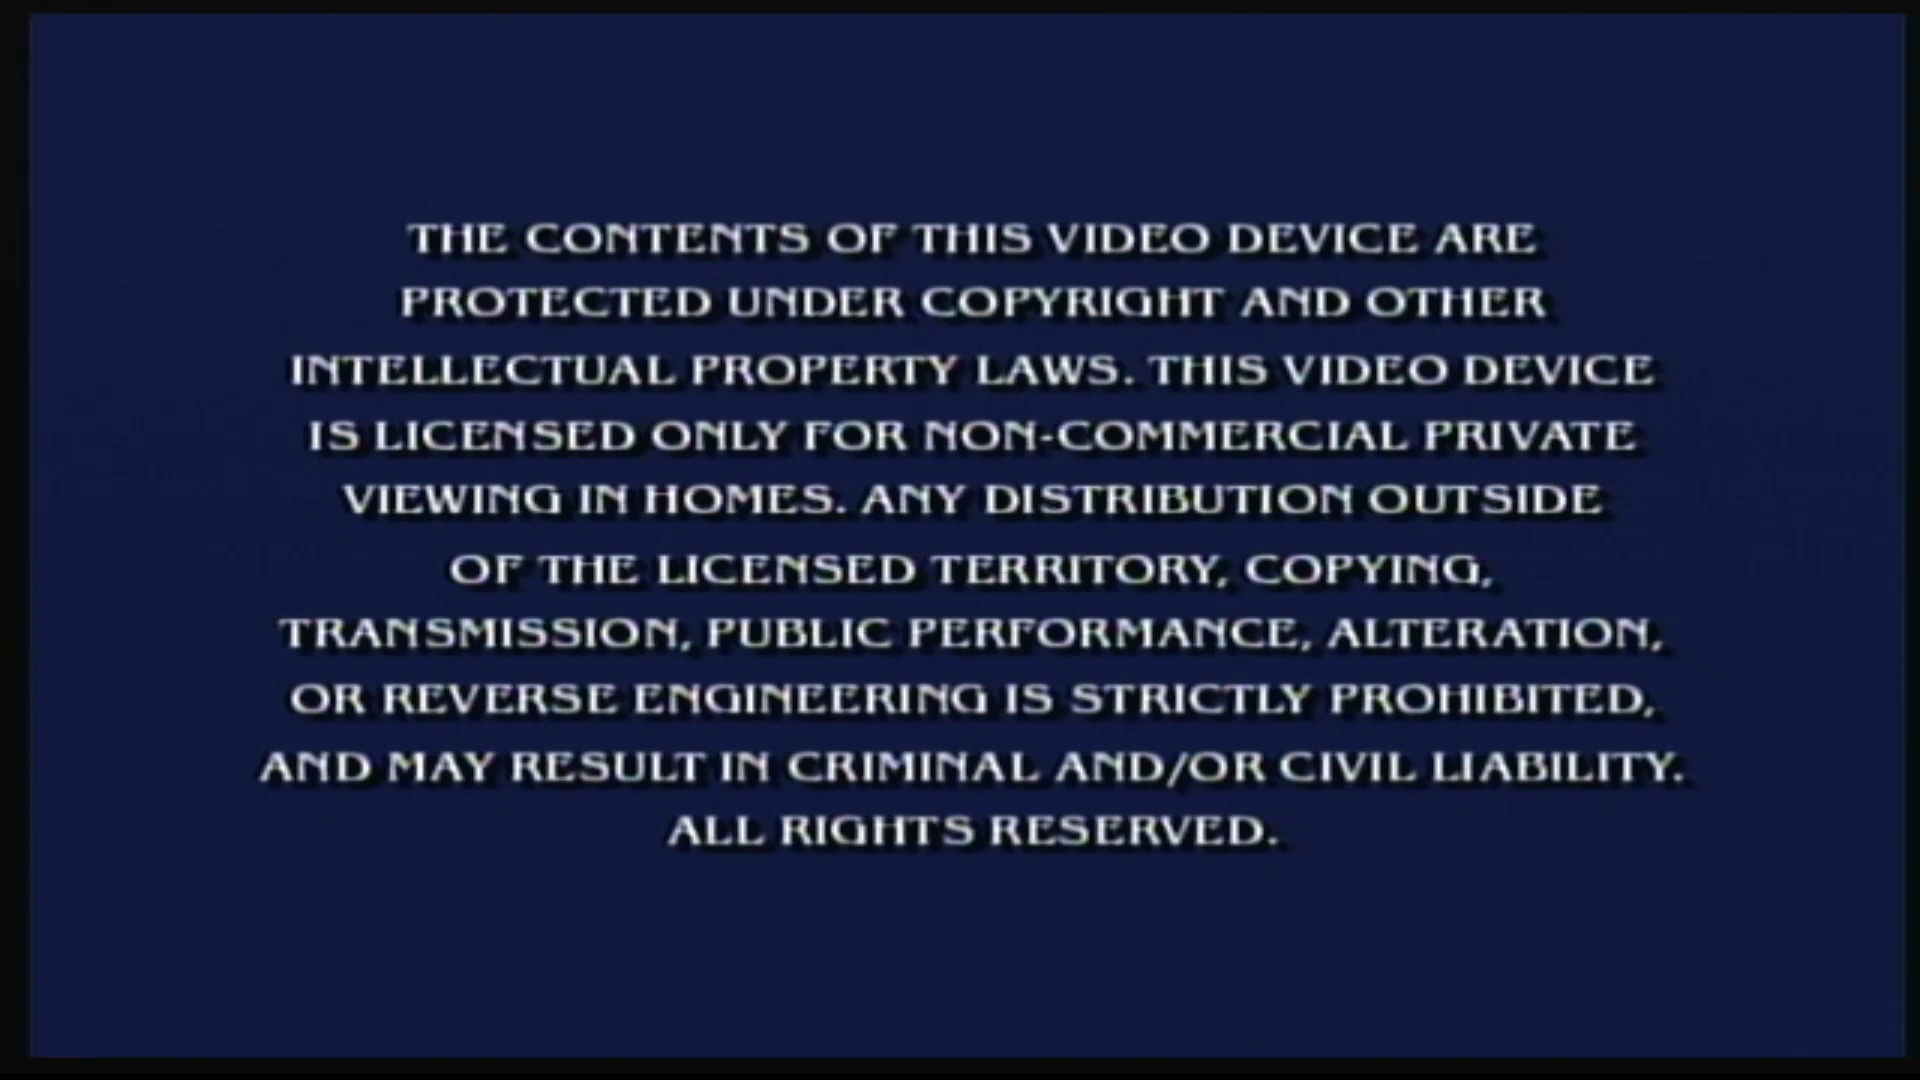 THE CONTENTS OF THIS VIDEO DEVICE ARE
PROTECTED UNDER COPYRIGHT AND OTHER
INTELLECTUAL PROPERTY LAWS. THIS VIDEO DEVICE
IS LICENSED ONLY FOR NON-COMMERCIAL PRIVATE
VIEWING IN HOMES. ANY DISTRIBUTION OUTSIDE
OF THE LICENSED TERRITORY, COPYING,
TRANSMISSION, PUBLIC PERFORMANCE, ALTERATION,
OR REVERSE ENGINEERING IS STRICTLY PROHIBITED,
AND MAY RESULT IN CRIMINAL AND/OR CIVIL LIABILITY.
ALL RIGHTS RESERVED.